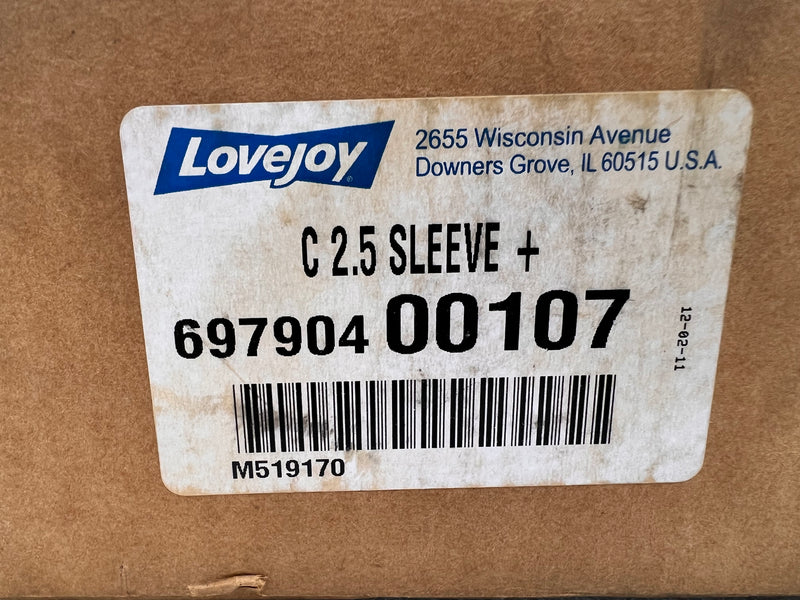 Lovejoy®
2655 Wisconsin Avenue
Downers Grove, IL 60515 U.S.A.
C 2.5 SLEEVE +
697904 00107
12-02-11
M519170